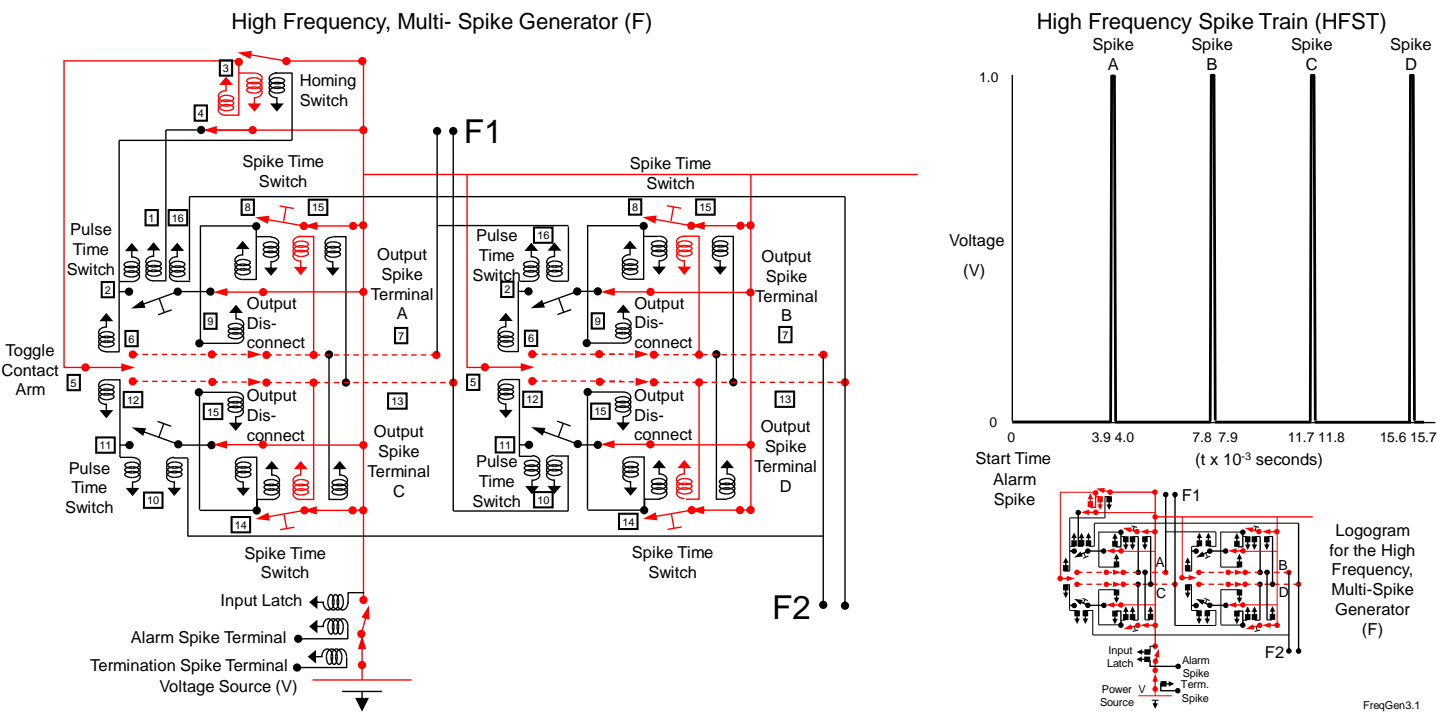 High Frequency, Multi- Spike Generator (F)
3
Homing
Switch
4
F1
Spike Time
Switch
Spike Time
Switch
1
16
8
15
8
15
Pulse
Time
Switch
Pulse
Time
Switch
16
Output
Spike
Terminal
A
7
Output
Spike
Terminal
B
7
2
2
9
Output
Dis-
connect
9
Output
Dis-
connect
6
6
Toggle
Contact
Arm
5
5
12
15
Output
Dis-
connect
13
12
15
Output
Dis-
connect
13
11
Output
Spike
Terminal
C
11
Output
Spike
Terminal
D
Pulse
Time
Switch
10
Pulse
Time
Switch
10
14
14
Spike Time
Switch
Spike Time
Switch
Input Latch
Alarm Spike Terminal
Termination Spike Terminal
Voltage Source (V)
F2
High Frequency Spike Train (HFST)
Spike
A
Spike
B
Spike
C
Spike
D
1.0
Voltage
(V)
0
0
3.9 4.0
7.8 7.9
11.7 11.8
15.6 15.7
Start Time
Alarm
Spike
(t x 10-3 seconds)
F1
A
B
C
D
F2
Input
Latch
Alarm
Spike
Power
Source
V
Term.
Spike
Logogram
for the High
Frequency,
Multi-Spike
Generator
(F)
FreqGen3.1